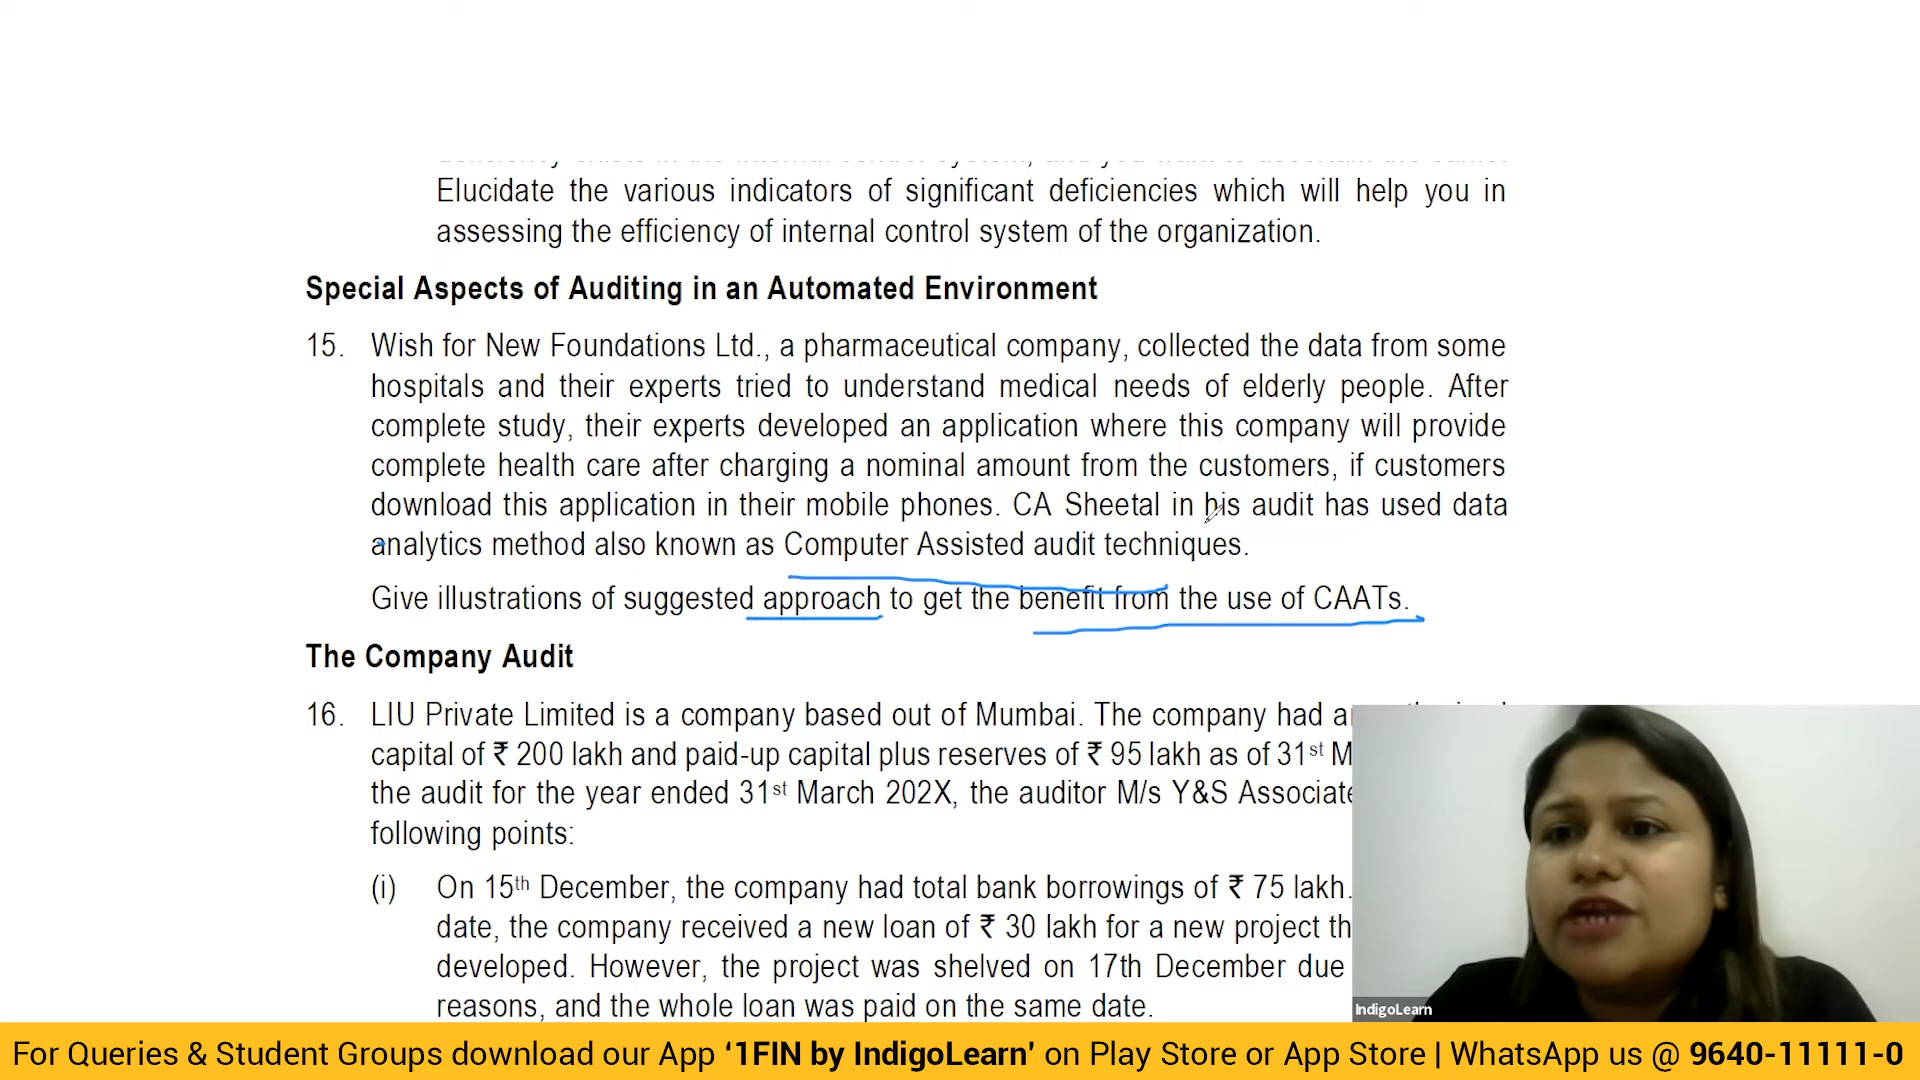 Elucidate the various indicators of significant deficiencies which will help you in
assessing the efficiency of internal control system of the organization.
Special Aspects of Auditing in an Automated Environment
15. Wish for New Foundations Ltd., a pharmaceutical company, collected the data from some
hospitals and their experts tried to understand medical needs of elderly people. After
complete study, their experts developed an application where this company will provide
complete health care after charging a nominal amount from the customers, if customers
download this application in their mobile phones. CA Sheetal in his audit has used data
analytics method also known as Computer Assisted audit techniques.
Give illustrations of suggested approach to get the benefit from the use of CAATs.
The Company Audit
16. LIU Private Limited is a company based out of Mumbai. The company had
capital of ₹ 200 lakh and paid-up capital plus reserves of ₹ 95 lakh as of 31st M
the audit for the year ended 31st March 202X, the auditor M/s Y&S Associate
following points:
(i) On 15th December, the company had total bank borrowings of ₹ 75 lakh.
date, the company received a new loan of ₹ 30 lakh for a new project th
developed. However, the project was shelved on 17th December due
reasons, and the whole loan was paid on the same date.
IndigoLearn
For Queries & Student Groups download our App ‘1FIN by IndigoLearn' on Play Store or App Store | WhatsApp us @ 9640-11111-0